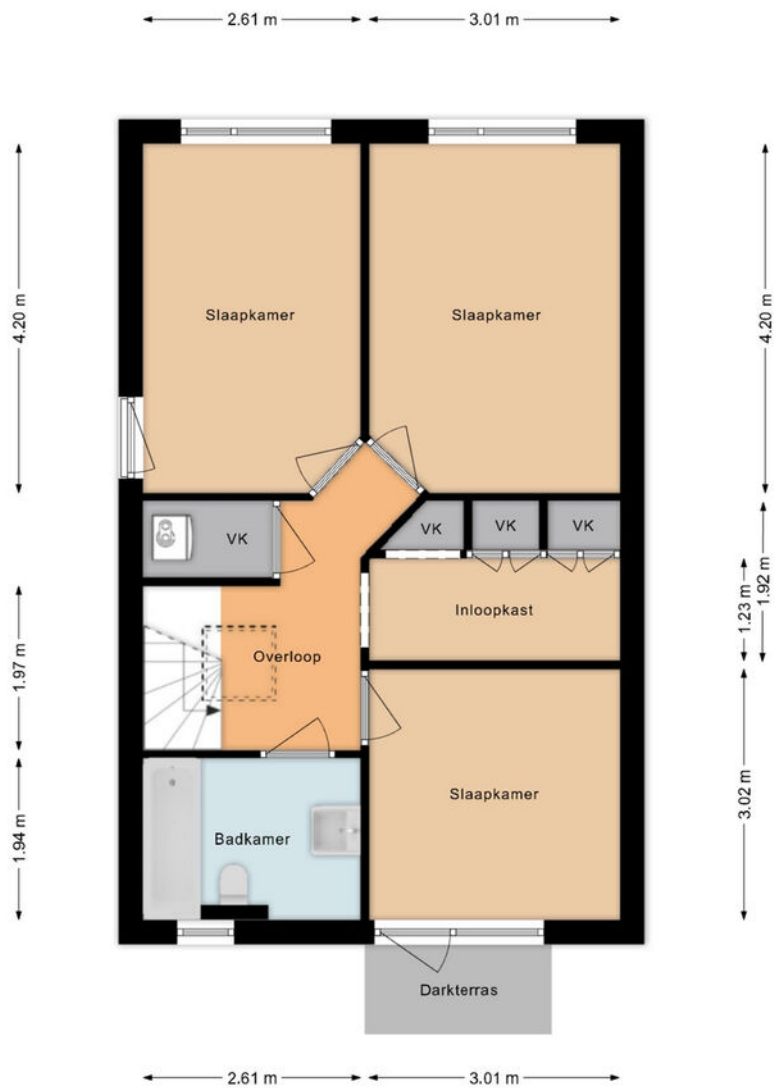 2.61 m
3.01 m
4.20 m
4.20 m
Slaapkamer
Slaapkamer
VK
VK
VK
VK
1.92 m
1.23 m
Inloopkast
1.97 m
Overloop
Slaapkamer
3.02 m
1.94 m
Badkamer
Darkterras
2.61 m
3.01 m